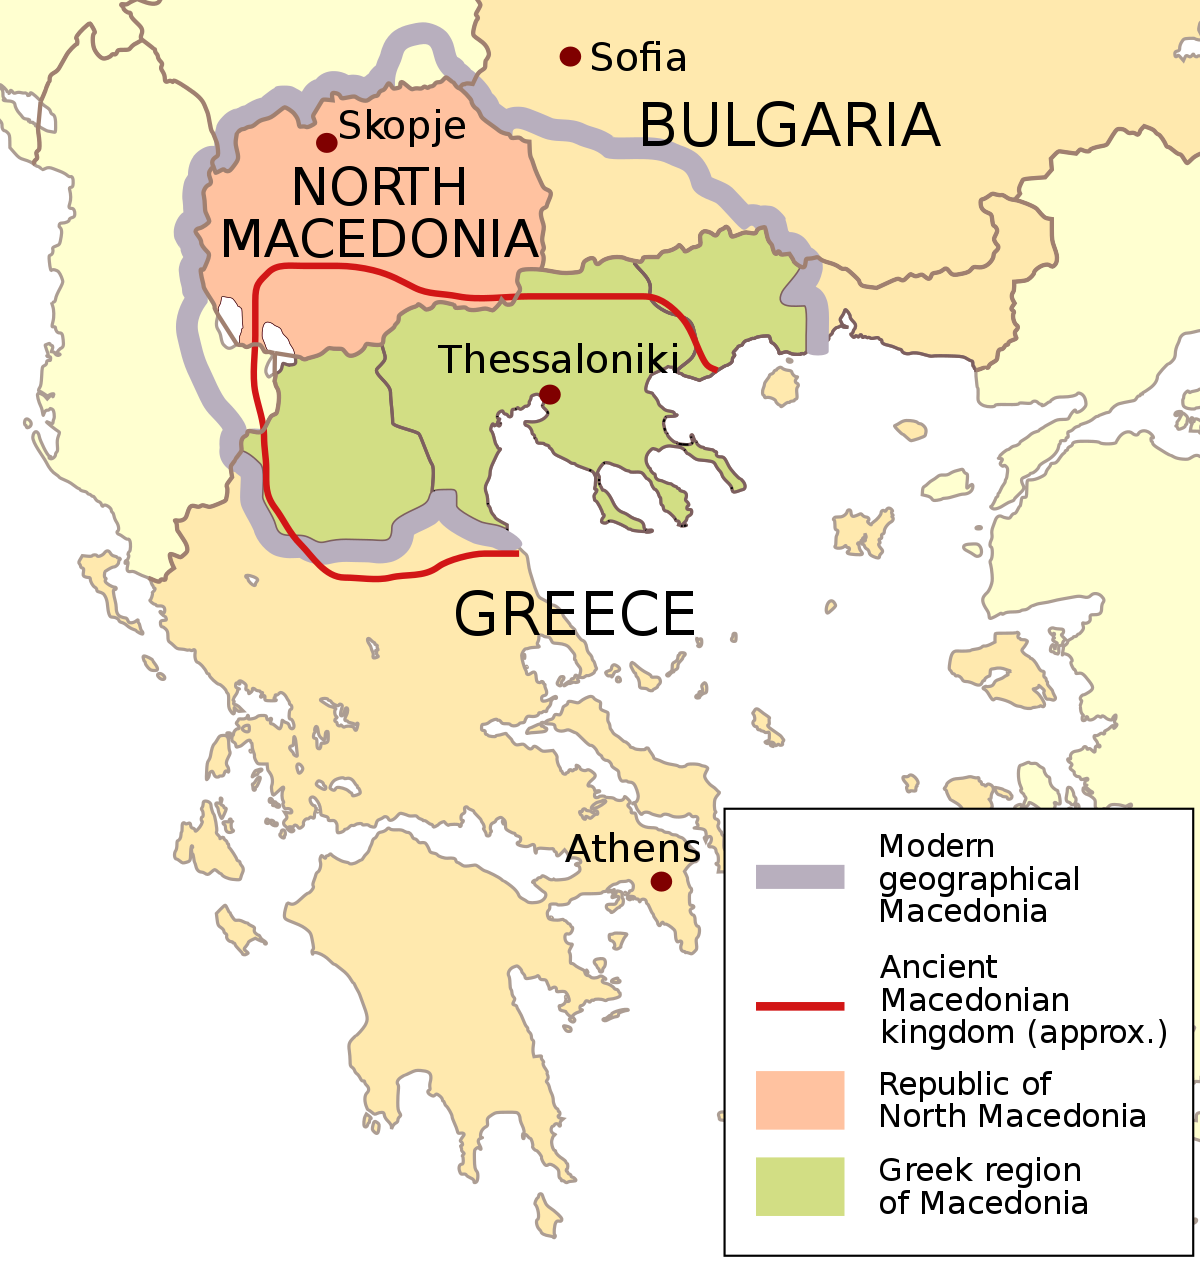 Sofia
BULGARIA
Skopje
NORTH
MACEDONIA
Thessaloniki
GREECE
Athens
Modern
geographical
Macedonia
Ancient
Macedonian
kingdom (approx.)
Republic of
North Macedonia
Greek region
of Macedonia